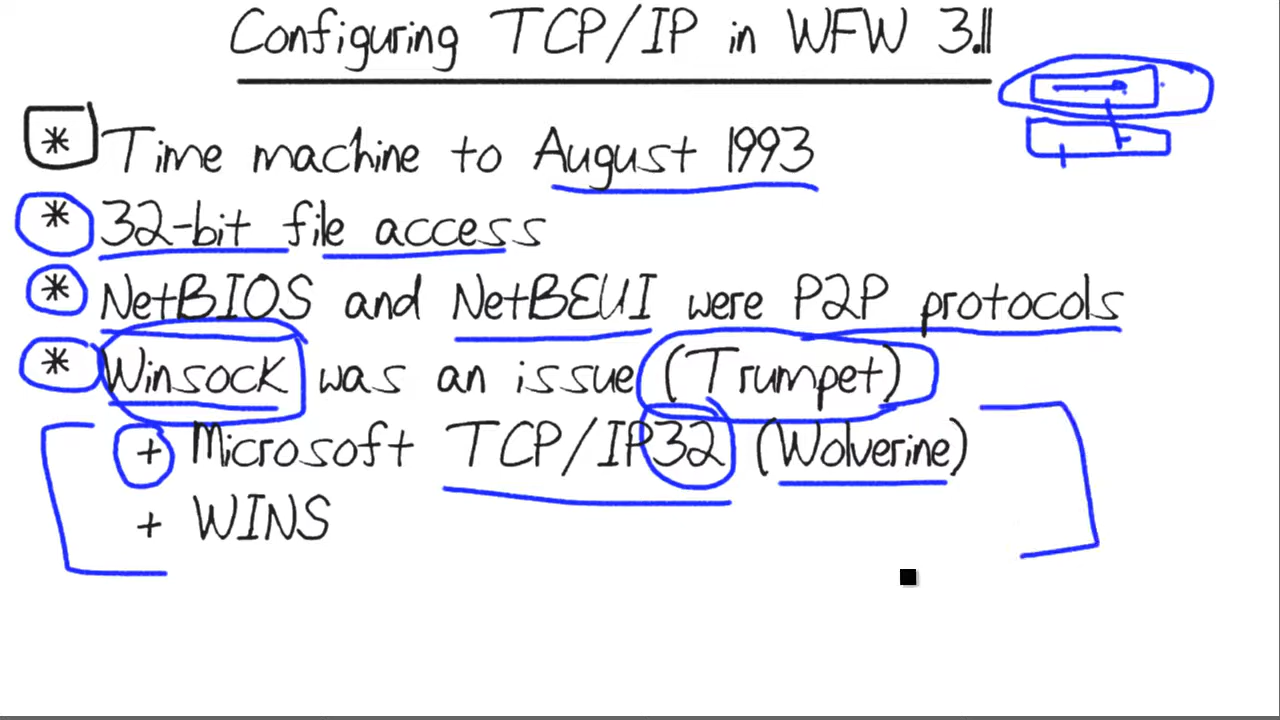 Configuring TCP/IP in WFW 3.11
* Time machine to August 1993
* 32-bit file access
* NetBIOS and NetBEUI were P2P protocols
* Winsock was an issue (Trumpet)
+ Microsoft TCP/IP32 (Wolverine)
+ WINS